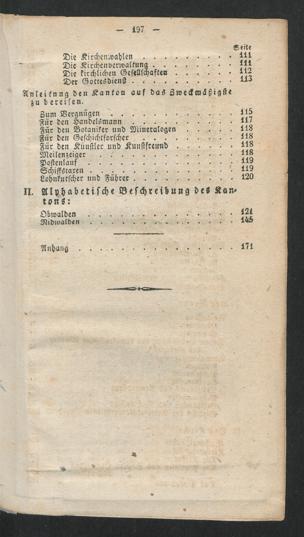 — 197 —
Seite
Die Kirchenwahlen . . . . . . . . . 111
Die Kirchenverwaltung . . . . . . . . 111
Die kirchlichen Gesellschaften . . . . . . 112
Der Gottesdienst . . . . . . . . . . 113
Anleitung den Kanton auf das Zweckmäßigste
zu bereisen.
Zum Vergnügen . . . . . . . . . . 115
Für den Handelsmann . . . . . . . . 117
Für den Botaniker und Mineralogen . . . . 118
Für den Geschichtforscher . . . . . . . 118
Für den Künstler und Kunstfreund . . . . 118
Meilenzeiger . . . . . . . . . . . 118
Postenlauf . . . . . . . . . . . . 119
Schiffstaxen . . . . . . . . . . . 119
Lohnkutscher und Führer . . . . . . . 120
II. Alphabetische Beschreibung des Kan-
tons:
Obwalden . . . . . . . . . . . . 121
Nidwalden . . . . . . . . . . . . 145
Anhang . . . . . . . . . . . . . 171